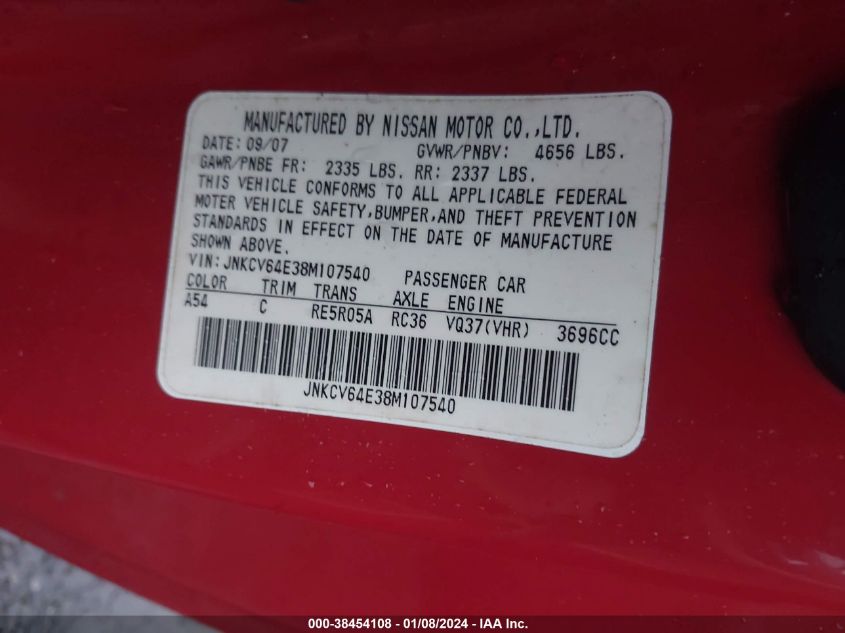 MANUFACTURED BY NISSAN MOTOR CO.,LTD.
DATE: 09/07 GVWR/PNBV: 4656 LBS.
GAWR/PNBE FR: 2335 LBS. RR: 2337 LBS.
THIS VEHICLE CONFORMS TO ALL APPLICABLE FEDERAL
MOTER VEHICLE SAFETY,BUMPER,AND THEFT PREVENTION
STANDARDS IN EFFECT ON THE DATE OF MANUFACTURE
SHOWN ABOVE.
VIN:JNKCV64E38M107540 PASSENGER CAR
COLOR TRIM TRANS AXLE ENGINE
A54 C RE5R05A RC36 VQ37(VHR) 3696CC
JNKCV64E38M107540
000-38454108 - 01/08/2024 - IAA Inc.